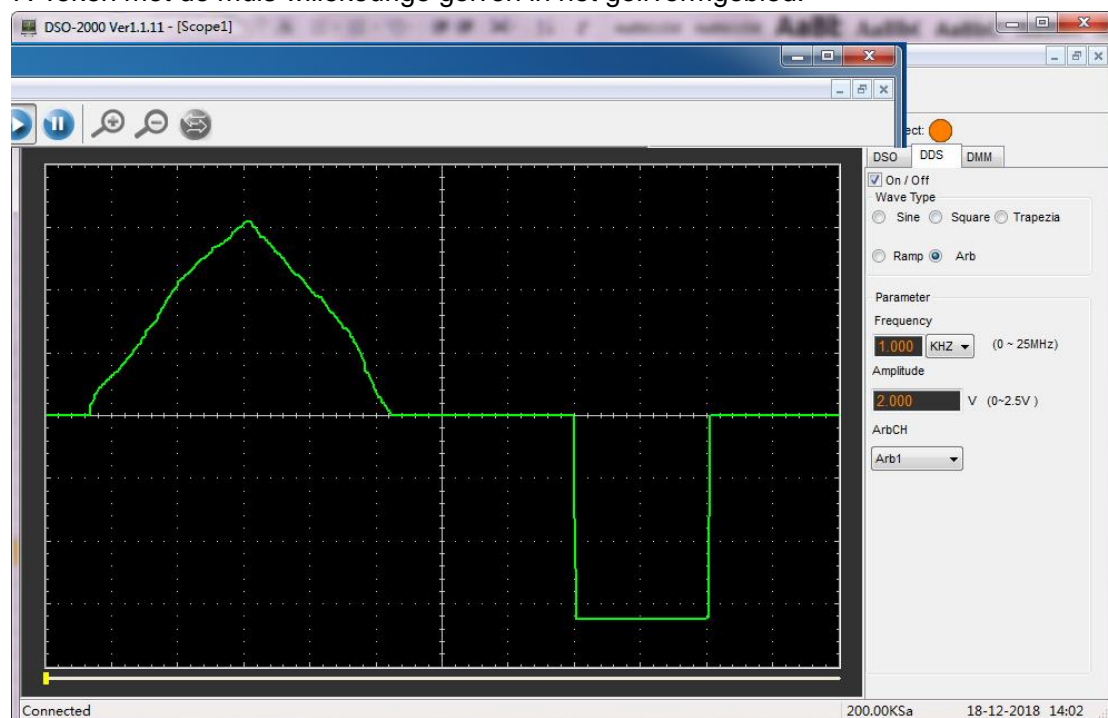 DSO-2000 Ver1.1.11 - [Scope1]
ect:
DSO DDS DMM
On / Off
Wave Type
Sine Square Trapezia
Ramp Arb
Parameter
Frequency
1.000 KHZ (0 ~ 25MHz)
Amplitude
2.000 V (0~2.5V )
ArbCH
Arb1
Connected 200.00KSa 18-12-2018 14:02